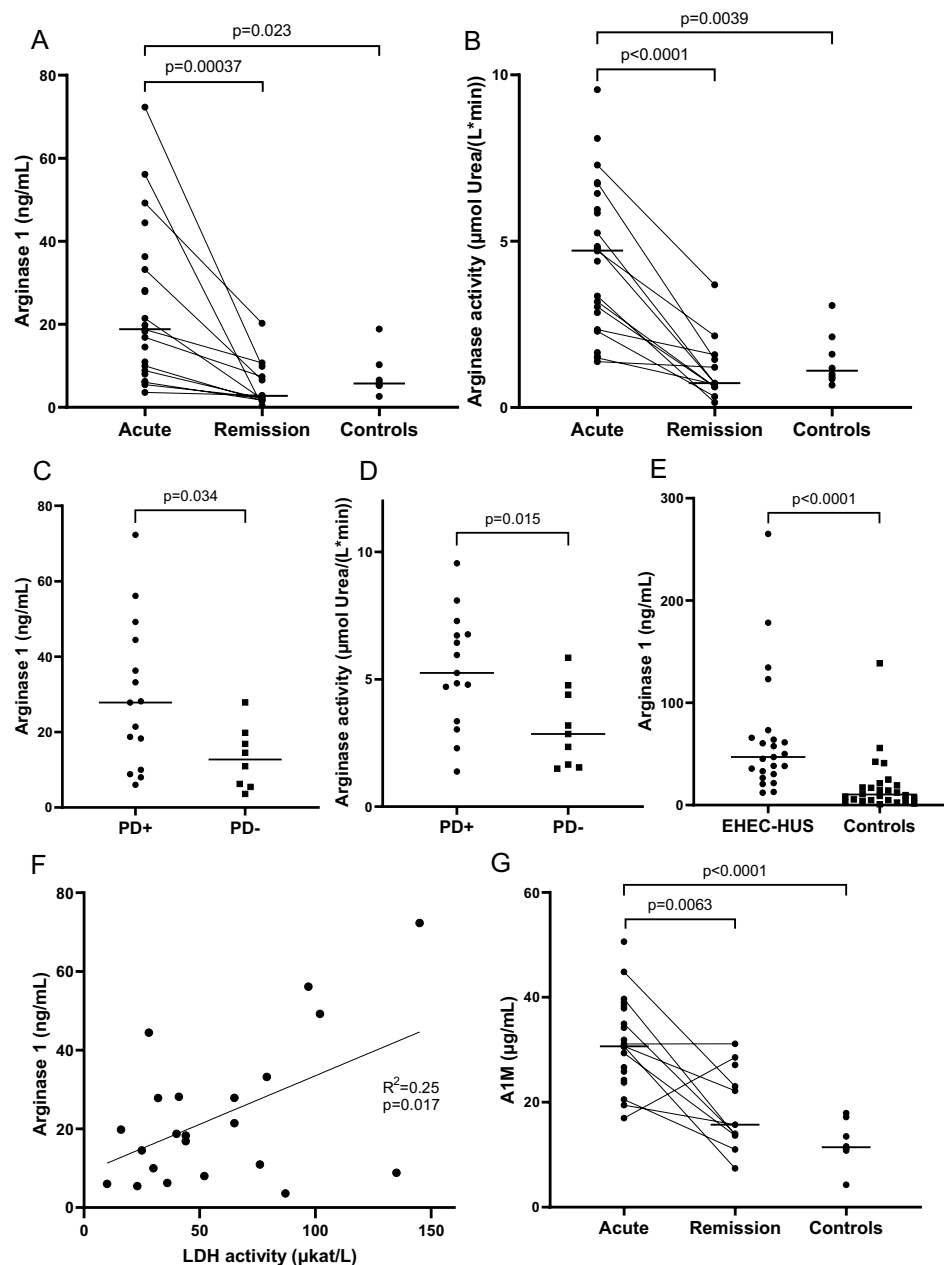 A
p=0.023
p=0.00037
80
60
40
20
0
Arginase 1 (ng/mL)
Acute Remission Controls
B
p=0.0039
p<0.0001
10
5
0
Arginase activity (µmol Urea/(L*min))
Acute Remission Controls
C
p=0.034
80
60
40
20
0
Arginase 1 (ng/mL)
PD+ PD-
D
p=0.015
10
5
0
Arginase activity (µmol Urea/(L*min))
PD+ PD-
E
p<0.0001
300
200
100
0
Arginase 1 (ng/mL)
EHEC-HUS Controls
F
80
60
40
20
0
Arginase 1 (ng/mL)
R²=0.25
p=0.017
0 50 100 150
LDH activity (µkat/L)
G
p<0.0001
p=0.0063
60
40
20
0
A1M (µg/mL)
Acute Remission Controls